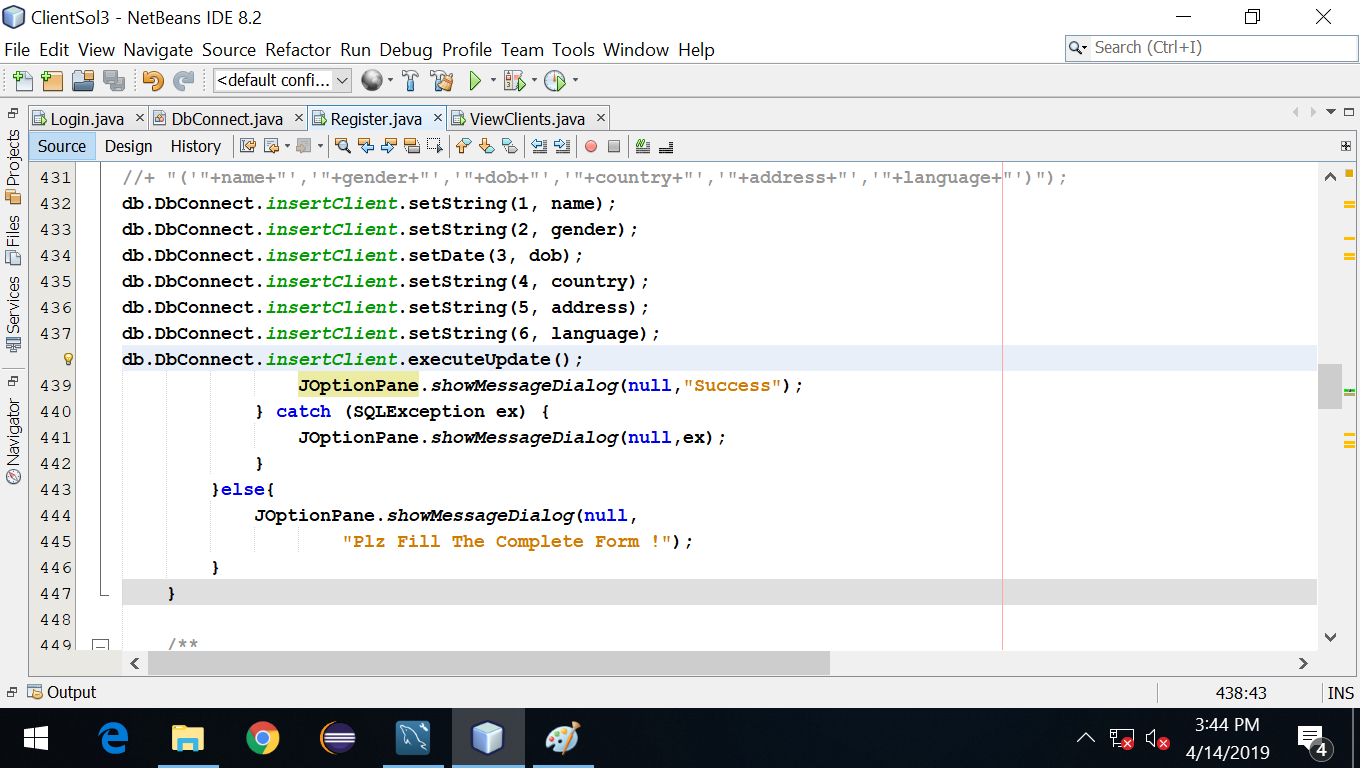 ClientSol3 - NetBeans IDE 8.2
File Edit View Navigate Source Refactor Run Debug Profile Team Tools Window Help
Search (Ctrl+I)
<default confi...
Login.java DbConnect.java Register.java ViewClients.java
Source Design History
Projects
Files
Services
Navigator
431 //+ "('"+name+"','"+gender+"','"+dob+"','"+country+"','"+address+"','"+language+"')");
432 db.DbConnect.insertClient.setString(1, name);
433 db.DbConnect.insertClient.setString(2, gender);
434 db.DbConnect.insertClient.setDate(3, dob);
435 db.DbConnect.insertClient.setString(4, country);
436 db.DbConnect.insertClient.setString(5, address);
437 db.DbConnect.insertClient.setString(6, language);
db.DbConnect.insertClient.executeUpdate();
439 JOptionPane.showMessageDialog(null,"Success");
440 } catch (SQLException ex) {
441 JOptionPane.showMessageDialog(null,ex);
442 }
443 }else{
444 JOptionPane.showMessageDialog(null,
445 "Plz Fill The Complete Form !");
446 }
447 }
448
449 /**
Output
438:43 INS
3:44 PM
4/14/2019
4